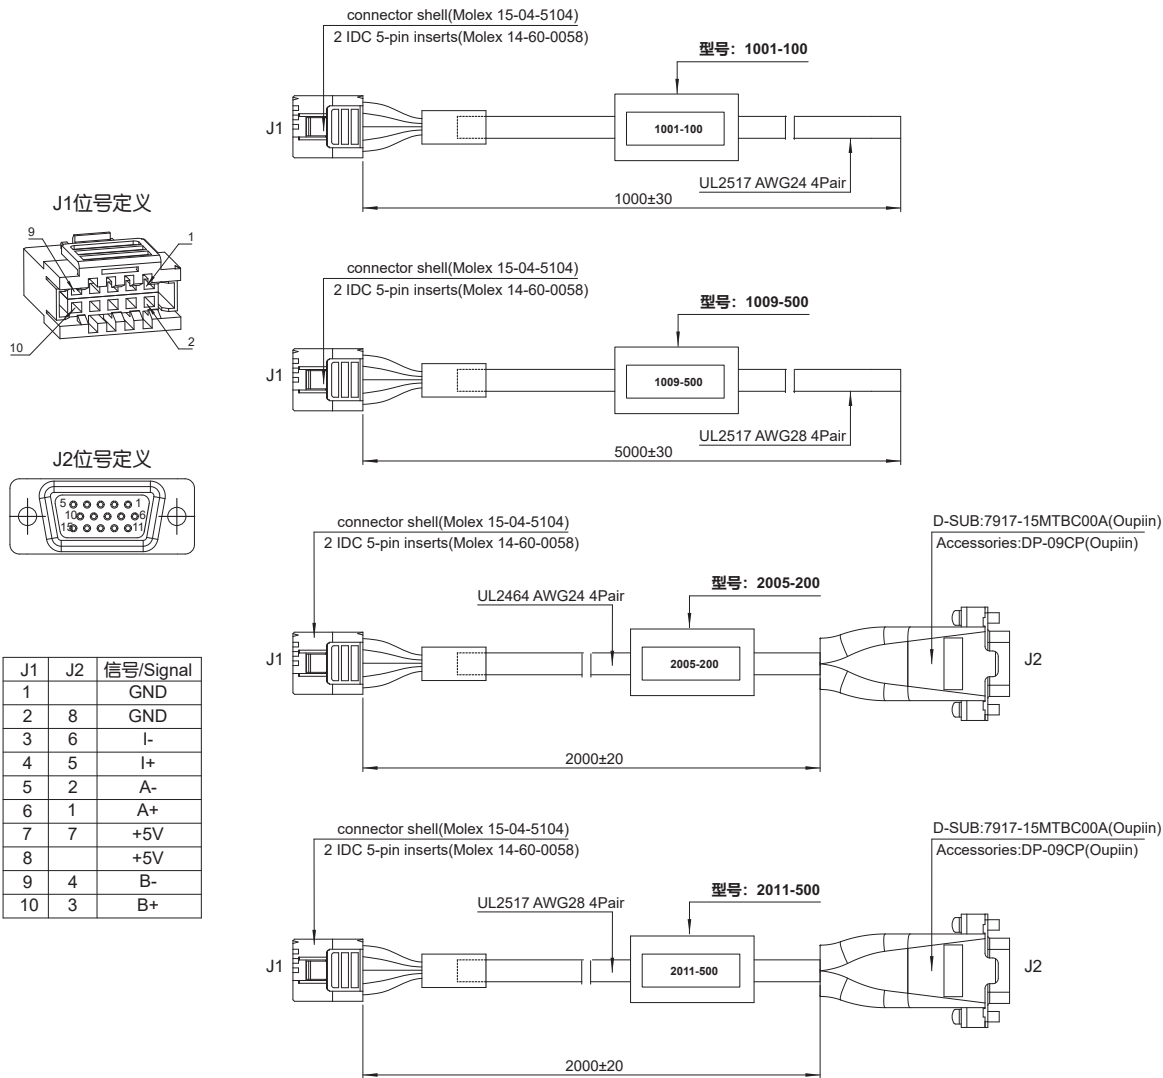 connector shell(Molex 15-04-5104)
2 IDC 5-pin inserts(Molex 14-60-0058)
型号：1001-100
J1
1001-100
UL2517 AWG24 4Pair
1000±30
J1位号定义
9
1
10
2
connector shell(Molex 15-04-5104)
2 IDC 5-pin inserts(Molex 14-60-0058)
型号：1009-500
J1
1009-500
UL2517 AWG28 4Pair
5000±30
J2位号定义
5 1
10 6
15 11
connector shell(Molex 15-04-5104)
2 IDC 5-pin inserts(Molex 14-60-0058)
D-SUB:7917-15MTBC00A(Oupiin)
Accessories:DP-09CP(Oupiin)
UL2464 AWG24 4Pair
型号：2005-200
J1
2005-200
J2
2000±20
J1 J2 信号/Signal
1 GND
2 8 GND
3 6 I-
4 5 I+
5 2 A-
6 1 A+
7 7 +5V
8 +5V
9 4 B-
10 3 B+
connector shell(Molex 15-04-5104)
2 IDC 5-pin inserts(Molex 14-60-0058)
D-SUB:7917-15MTBC00A(Oupiin)
Accessories:DP-09CP(Oupiin)
UL2517 AWG28 4Pair
型号：2011-500
J1
2011-500
J2
2000±20